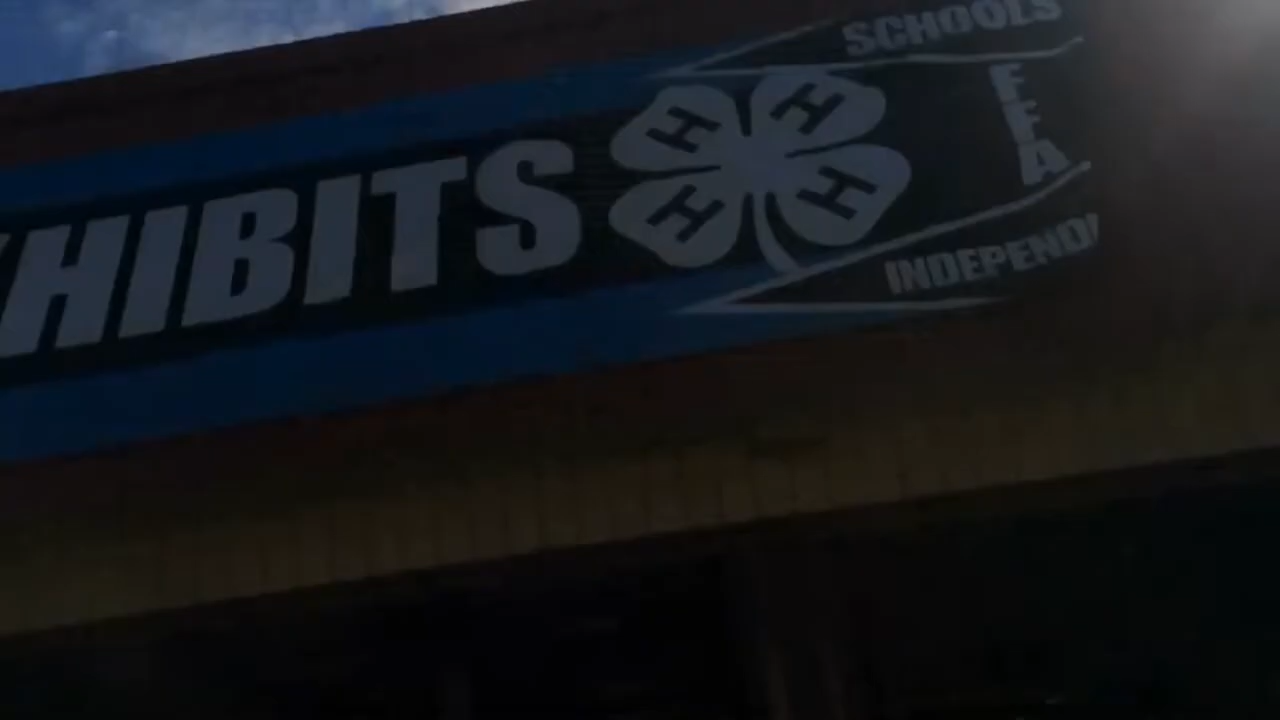 HIBITS
H H H H
SCHOOLS
FFA
INDEPEND